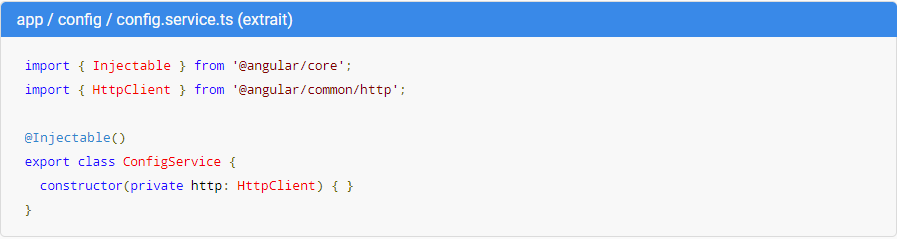 app / config / config.service.ts (extrait)
import { Injectable } from '@angular/core';
import { HttpClient } from '@angular/common/http';
@Injectable()
export class ConfigService {
constructor(private http: HttpClient) { }
}